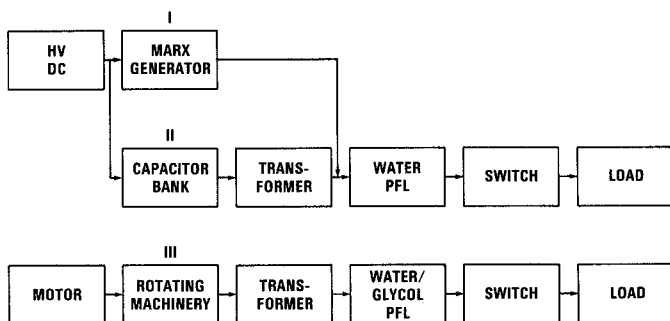 I
HV
DC
MARX
GENERATOR
II
CAPACITOR
BANK
TRANS-
FORMER
WATER
PFL
SWITCH
LOAD
III
MOTOR
ROTATING
MACHINERY
TRANS-
FORMER
WATER/
GLYCOL
PFL
SWITCH
LOAD